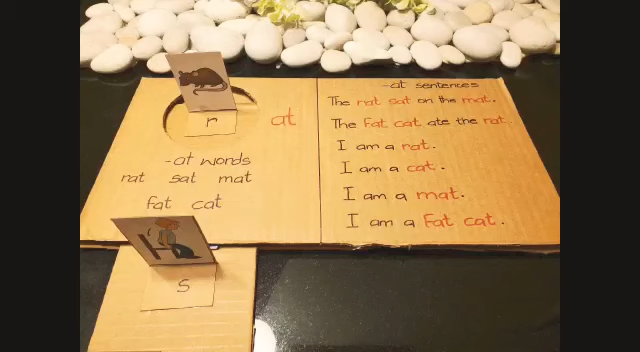 r
at
-at words
rat sat mat
fat cat
s
-at sentences
The rat sat on the mat.
The Fat cat ate the rat.
I am a rat.
I am a cat.
I am a mat.
I am a Fat cat.